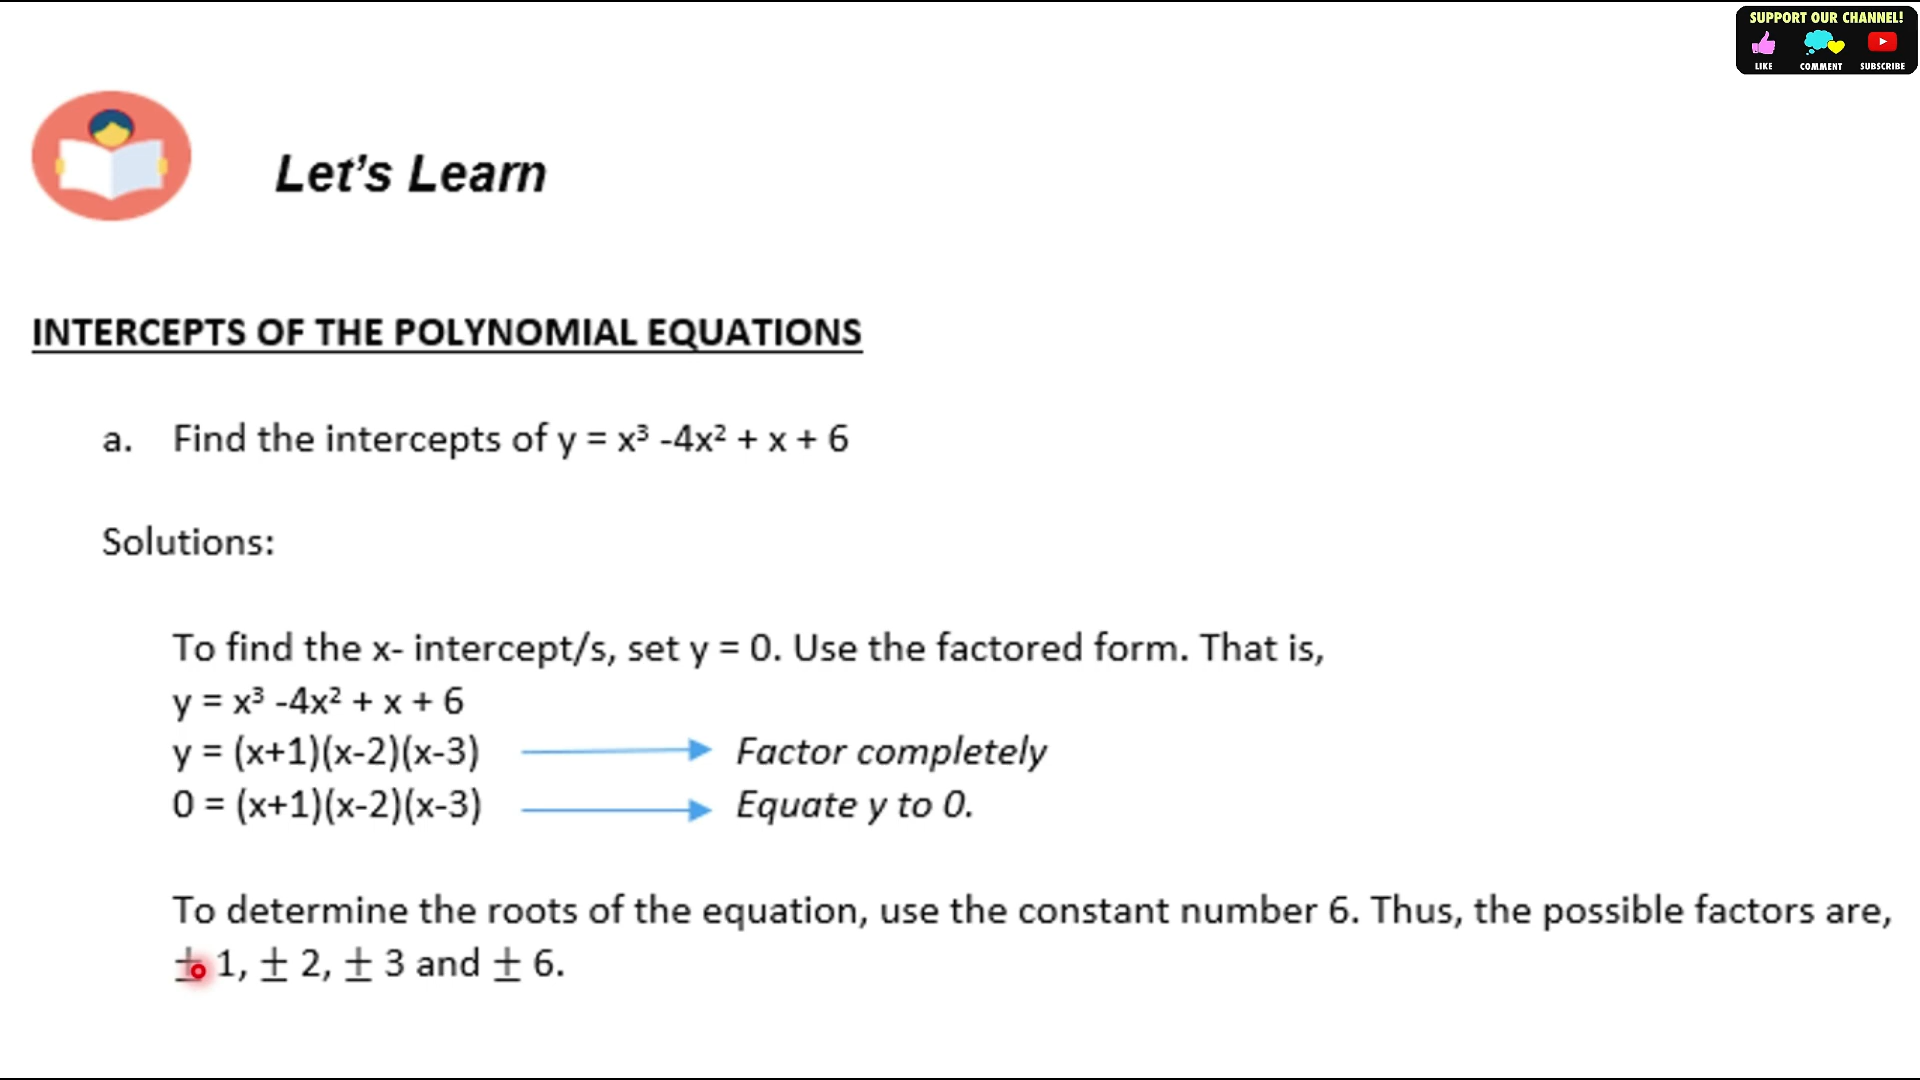 SUPPORT OUR CHANNEL!
LIKE COMMENT SUBSCRIBE
Let's Learn
INTERCEPTS OF THE POLYNOMIAL EQUATIONS
a. Find the intercepts of y = x³ -4x² + x + 6
Solutions:
To find the x- intercept/s, set y = 0. Use the factored form. That is,
y = x³ -4x² + x + 6
y = (x+1)(x-2)(x-3) Factor completely
0 = (x+1)(x-2)(x-3) Equate y to 0.
To determine the roots of the equation, use the constant number 6. Thus, the possible factors are,
± 1, ± 2, ± 3 and ± 6.